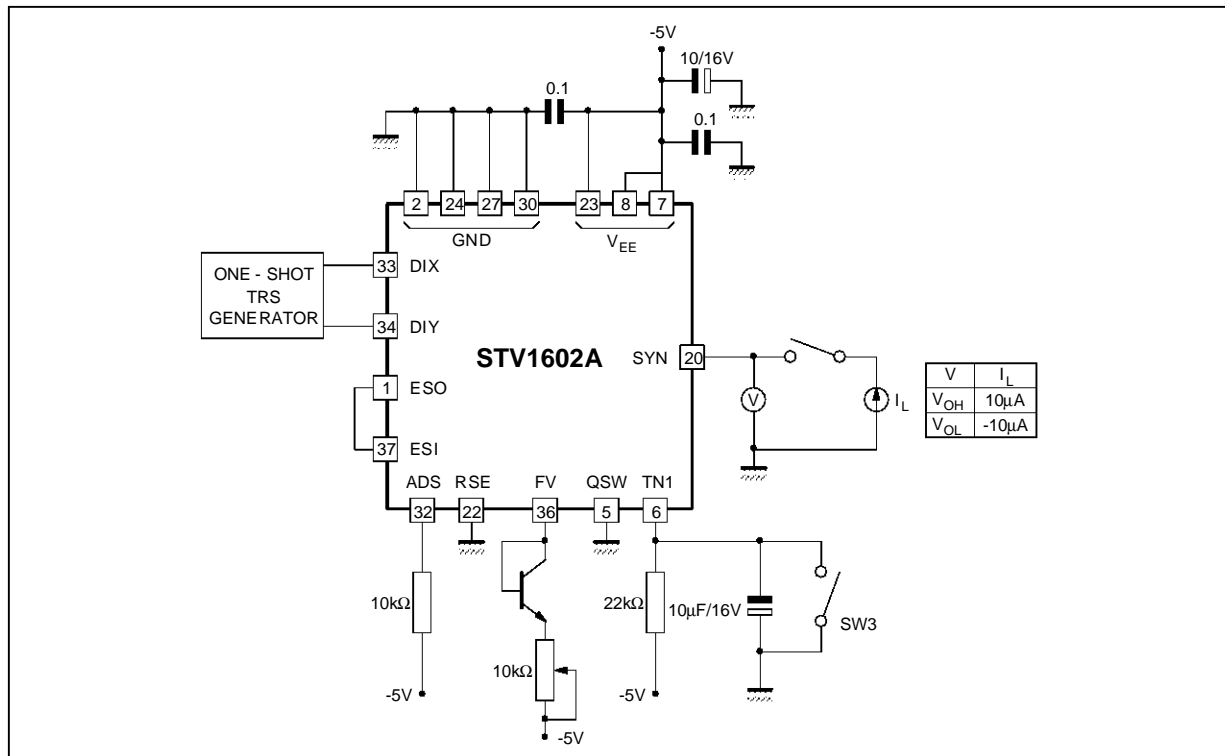 -5V
10/16V
0.1
0.1
2 24 27 30 23 8 7
GND VEE
ONE - SHOT
TRS
GENERATOR
33 DIX
34 DIY
STV1602A
SYN 20
1 ESO
37 ESI
V
IL
V IL
VOH 10µA
VOL -10µA
ADS RSE FV QSW TN1
32 22 36 5 6
10kΩ
22kΩ
10µF/16V
SW3
10kΩ
-5V
-5V
-5V